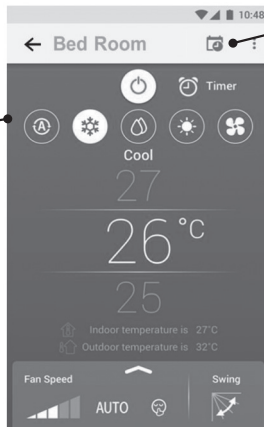 10:48
Bed Room
Timer
A
Cool
27
26°C
25
Indoor temperature is 27°C
Outdoor temperature is 32°C
Fan Speed
Swing
AUTO